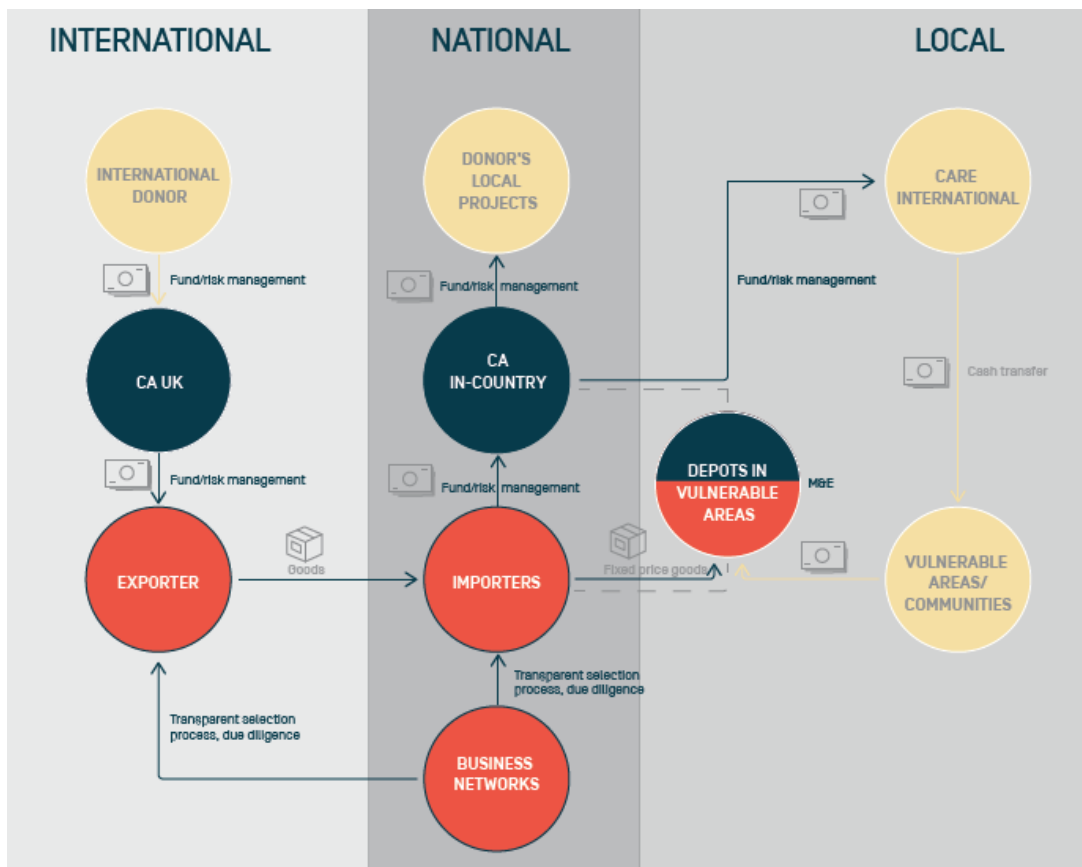 INTERNATIONAL
NATIONAL
LOCAL
INTERNATIONAL
DONOR
DONOR'S
LOCAL
PROJECTS
CARE
INTERNATIONAL
Fund/risk management
Fund/risk management
Fund/risk management
CA UK
CA
IN-COUNTRY
Cash transfer
Fund/risk management
Fund/risk management
DEPOTS IN
VULNERABLE
AREAS
M&E
EXPORTER
Goods
IMPORTERS
Fixed price goods
VULNERABLE
AREAS/
COMMUNITIES
Transparent selection
process, due diligence
Transparent selection
process, due diligence
BUSINESS
NETWORKS